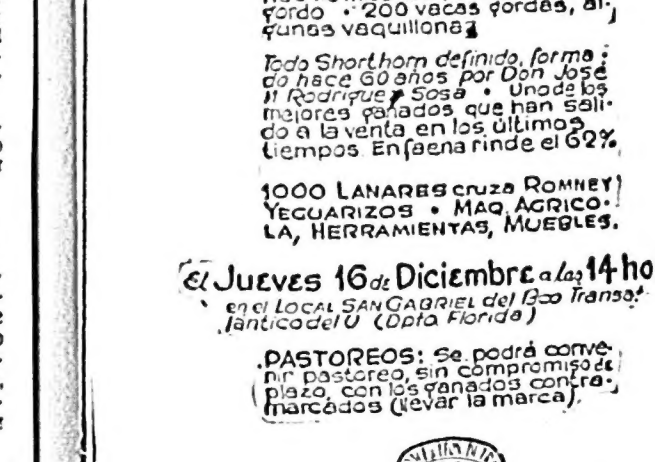 gordo • 200 vacas gordas, al-
gunas vaquillonas
Todo Shorthorn definido, forma-
do hace 60 años por Don José
Rodriguez Sosa • Uno de los
mejores ganados que han sali-
do a la venta en los últimos
tiempos. En faena rinde el 62%
1000 LANARES cruza ROMNEY
YEGUARIZOS • MAQ. AGRICO-
LA, HERRAMIENTAS, MUEBLES.
El JUEVES 16 de Diciembre a las 14 ho
en el LOCAL SAN GABRIEL del Bco Transat-
lántico del U (Dpto Florida)
PASTOREOS: Se podrá conve-
nir pastoreo, sin compromiso de
plazo, con los ganados contra-
marcados (llevar la marca).